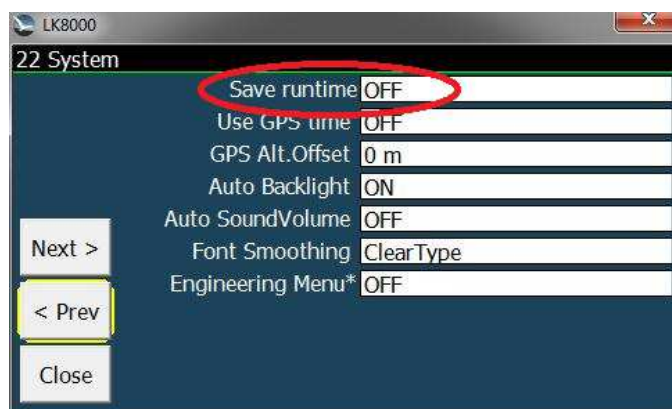 LK8000
22 System
Save runtime OFF
Use GPS time OFF
GPS Alt.Offset 0 m
Auto Backlight ON
Auto SoundVolume OFF
Font Smoothing ClearType
Engineering Menu* OFF
Next >
< Prev
Close